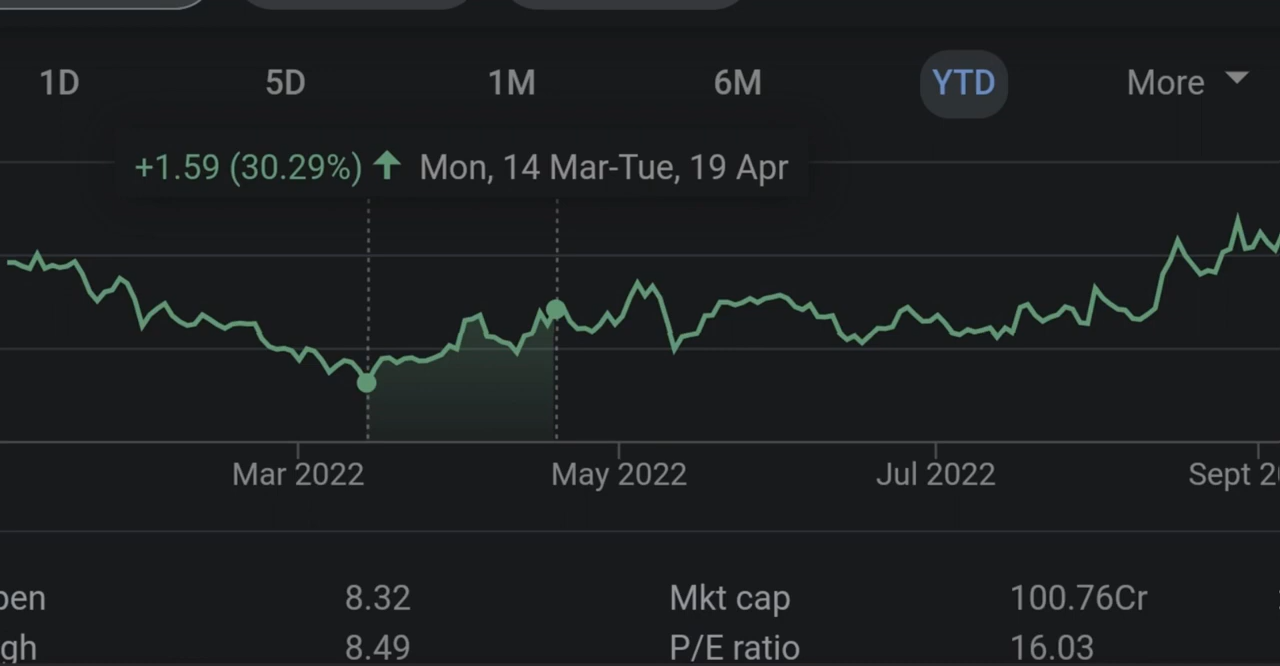 1D 5D 1M 6M YTD More
+1.59 (30.29%) Mon, 14 Mar-Tue, 19 Apr
Mar 2022 May 2022 Jul 2022 Sept 2
pen 8.32 Mkt cap 100.76Cr
gh 8.49 P/E ratio 16.03